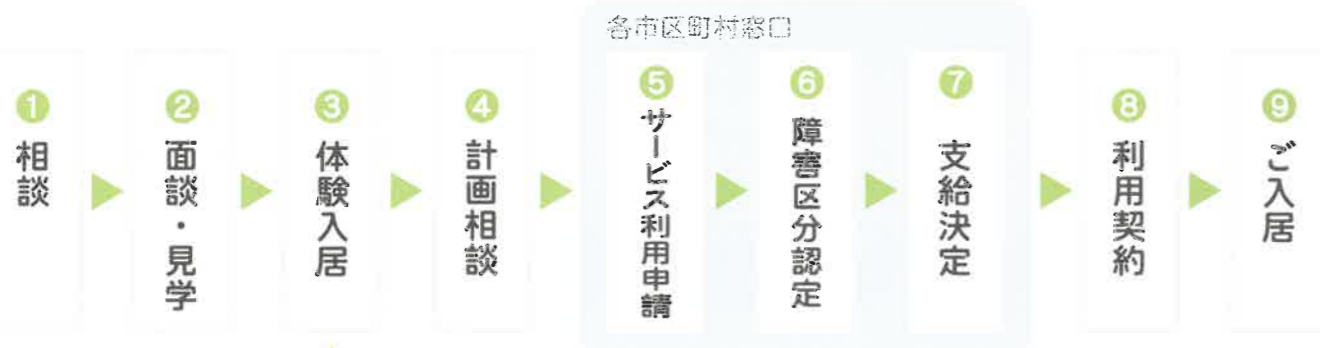 各市区町村窓口
❶
相談
❷
面談・見学
❸
体験入居
❹
計画相談
❺
サービス利用申請
❻
障害区分認定
❼
支給決定
❽
利用契約
❾
ご入居